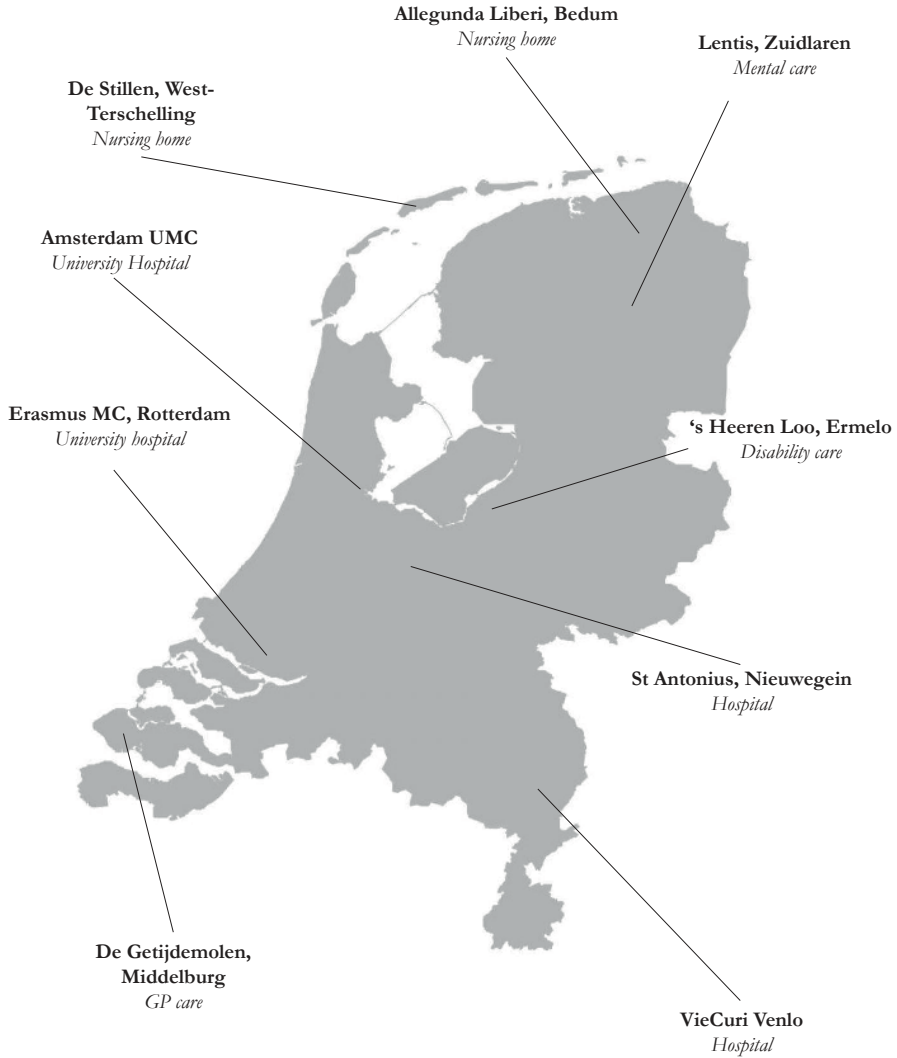 Allegunda Liberi, Bedum
Nursing home
Lentis, Zuidlaren
Mental care
De Stillen, West-
Terschelling
Nursing home
Amsterdam UMC
University Hospital
Erasmus MC, Rotterdam
University hospital
‘s Heeren Loo, Ermelo
Disability care
St Antonius, Nieuwegein
Hospital
De Getijdemolen,
Middelburg
GP care
VieCuri Venlo
Hospital